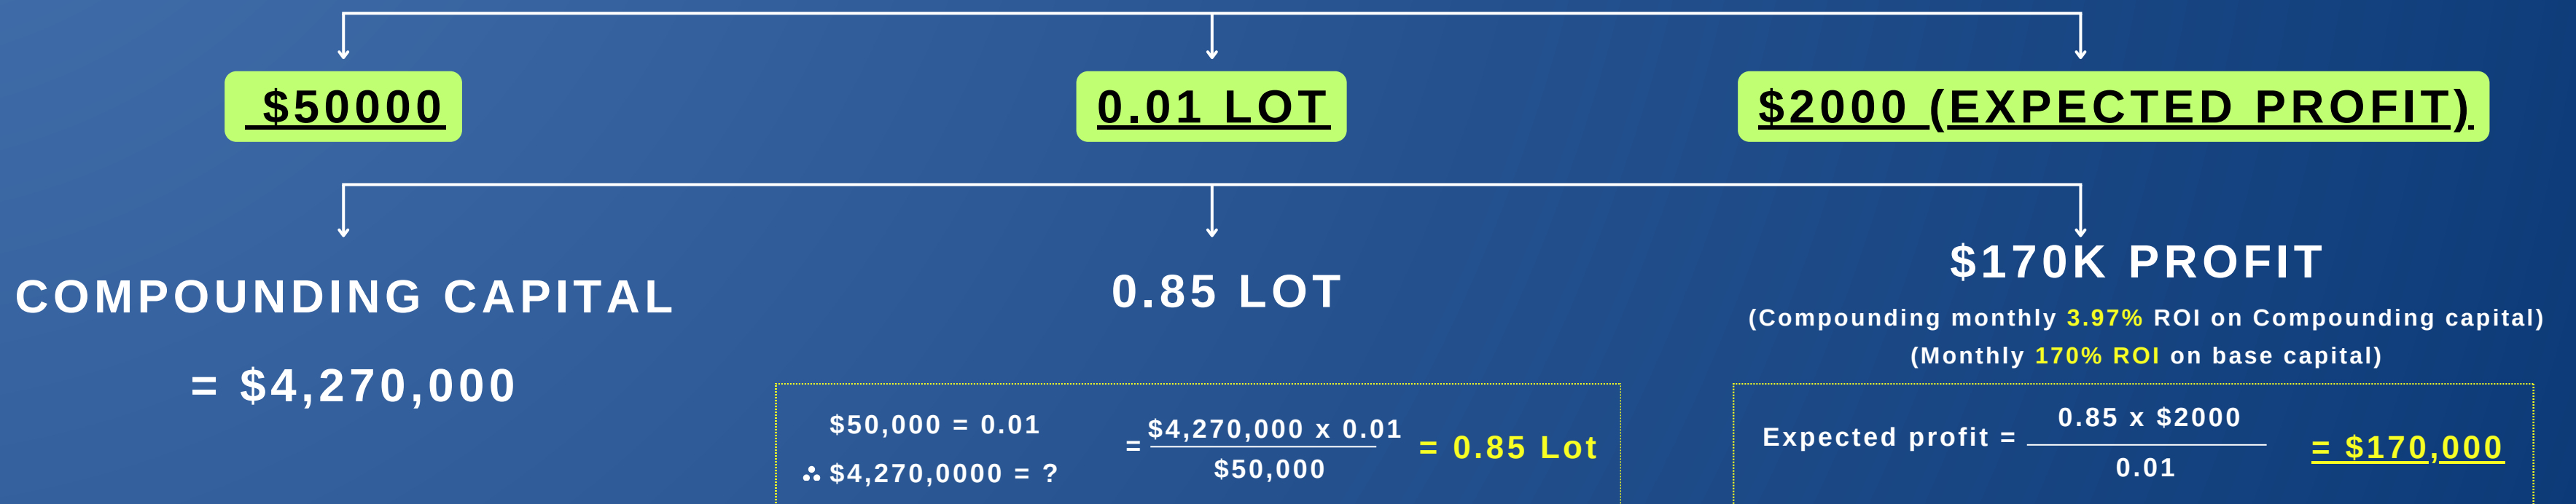 $50000
0.01 LOT
$2000 (EXPECTED PROFIT)
COMPOUNDING CAPITAL
= $4,270,000
0.85 LOT
$50,000 = 0.01
∴ $4,270,0000 = ?
= $4,270,000 x 0.01
$50,000
= 0.85 Lot
$170K PROFIT
(Compounding monthly 3.97% ROI on Compounding capital)
(Monthly 170% ROI on base capital)
Expected profit =
0.85 x $2000
0.01
= $170,000